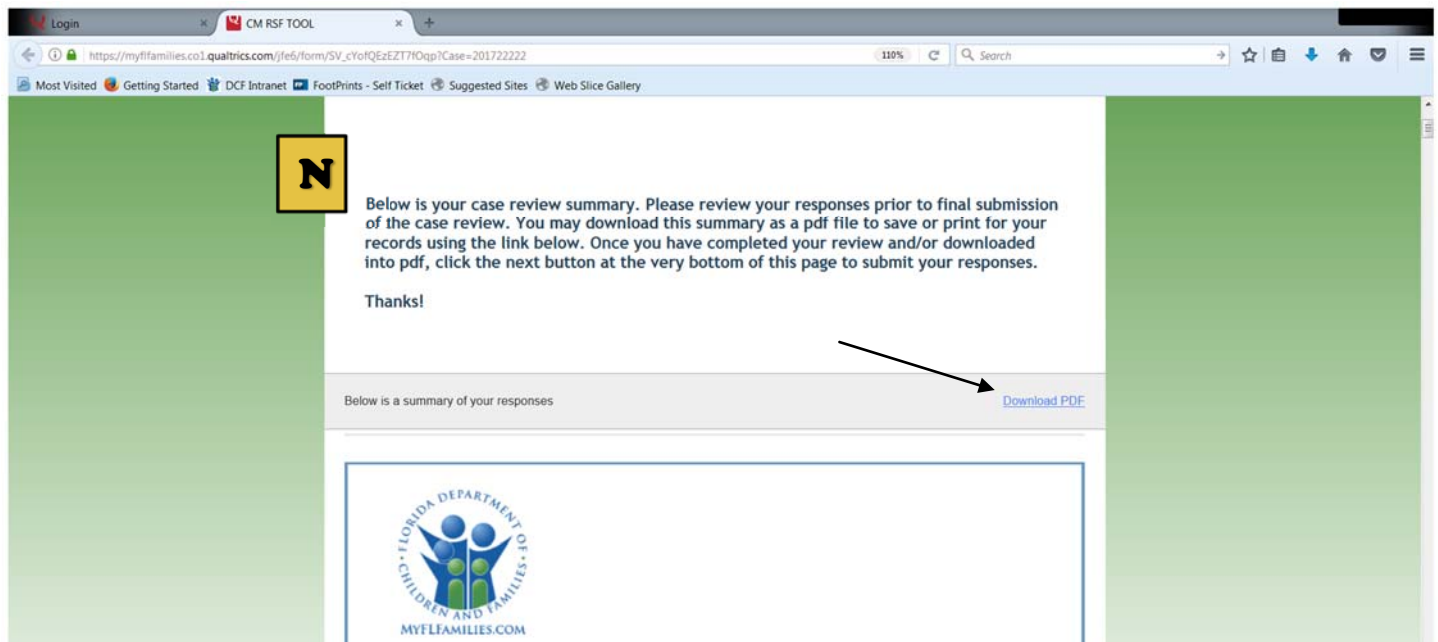 Login
CM RSF TOOL
https://myflfamilies.co1.qualtrics.com/jfe6/form/SV_cYofQEzEZT7fOqp?Case=201722222
110%
Search
Most Visited Getting Started DCF Intranet FootPrints - Self Ticket Suggested Sites Web Slice Gallery
N
Below is your case review summary. Please review your responses prior to final submission
of the case review. You may download this summary as a pdf file to save or print for your
records using the link below. Once you have completed your review and/or downloaded
into pdf, click the next button at the very bottom of this page to submit your responses.
Thanks!
Below is a summary of your responses
Download PDF
FLORIDA DEPARTMENT OF
CHILDREN AND FAMILIES
MYFLFAMILIES.COM